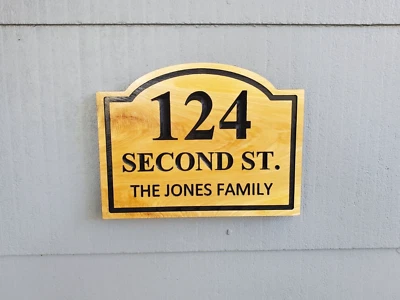 124
SECOND ST.
THE JONES FAMILY